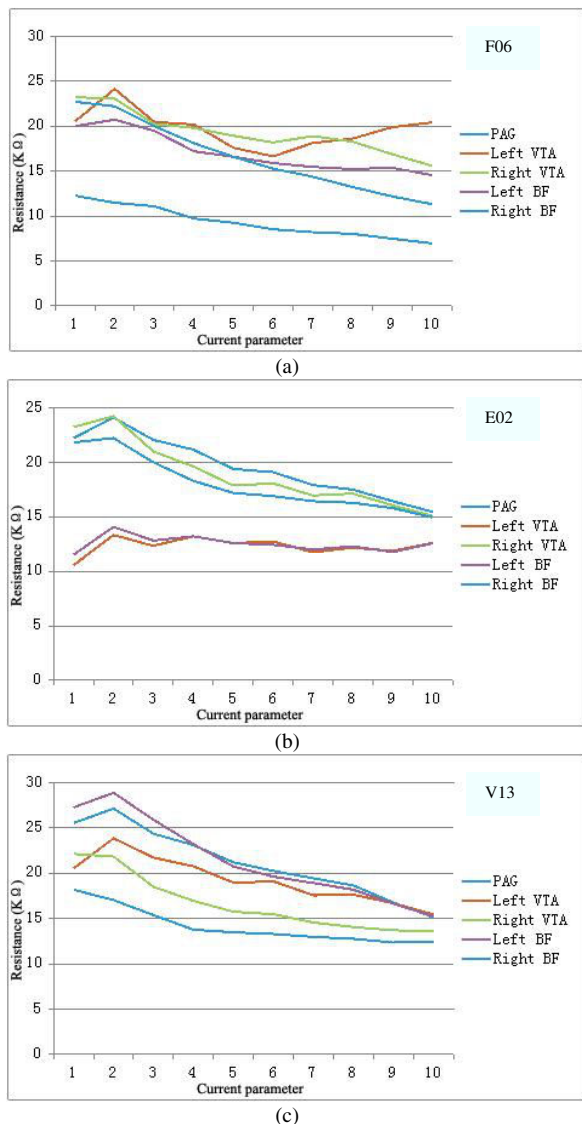 F06
30
25
20
15
10
5
0
Resistance (K Ω)
1 2 3 4 5 6 7 8 9 10
Current parameter
PAG
Left VTA
Right VTA
Left BF
Right BF
(a)
E02
25
20
15
10
5
0
Resistance (K Ω)
1 2 3 4 5 6 7 8 9 10
Current parameter
PAG
Left VTA
Right VTA
Left BF
Right BF
(b)
V13
30
25
20
15
10
5
0
Resistance (K Ω)
1 2 3 4 5 6 7 8 9 10
Current parameter
PAG
Left VTA
Right VTA
Left BF
Right BF
(c)